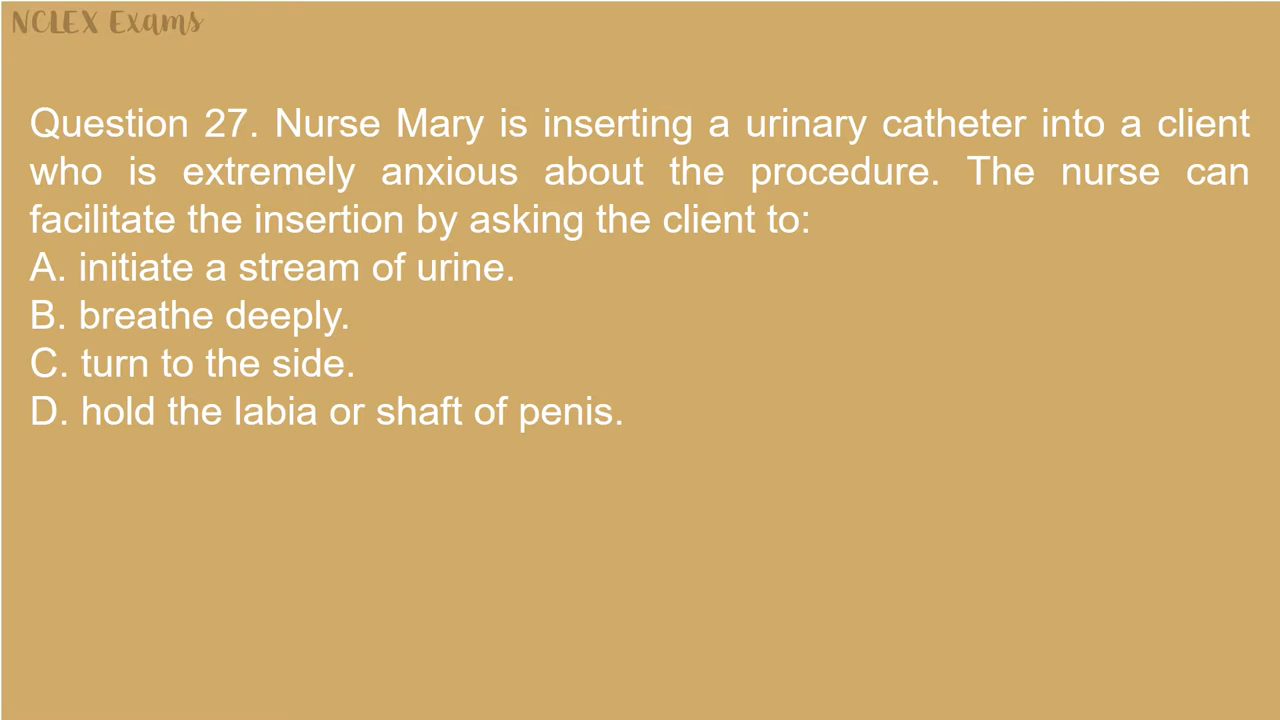 NCLEX Exams
Question 27. Nurse Mary is inserting a urinary catheter into a client
who is extremely anxious about the procedure. The nurse can
facilitate the insertion by asking the client to:
A. initiate a stream of urine.
B. breathe deeply.
C. turn to the side.
D. hold the labia or shaft of penis.